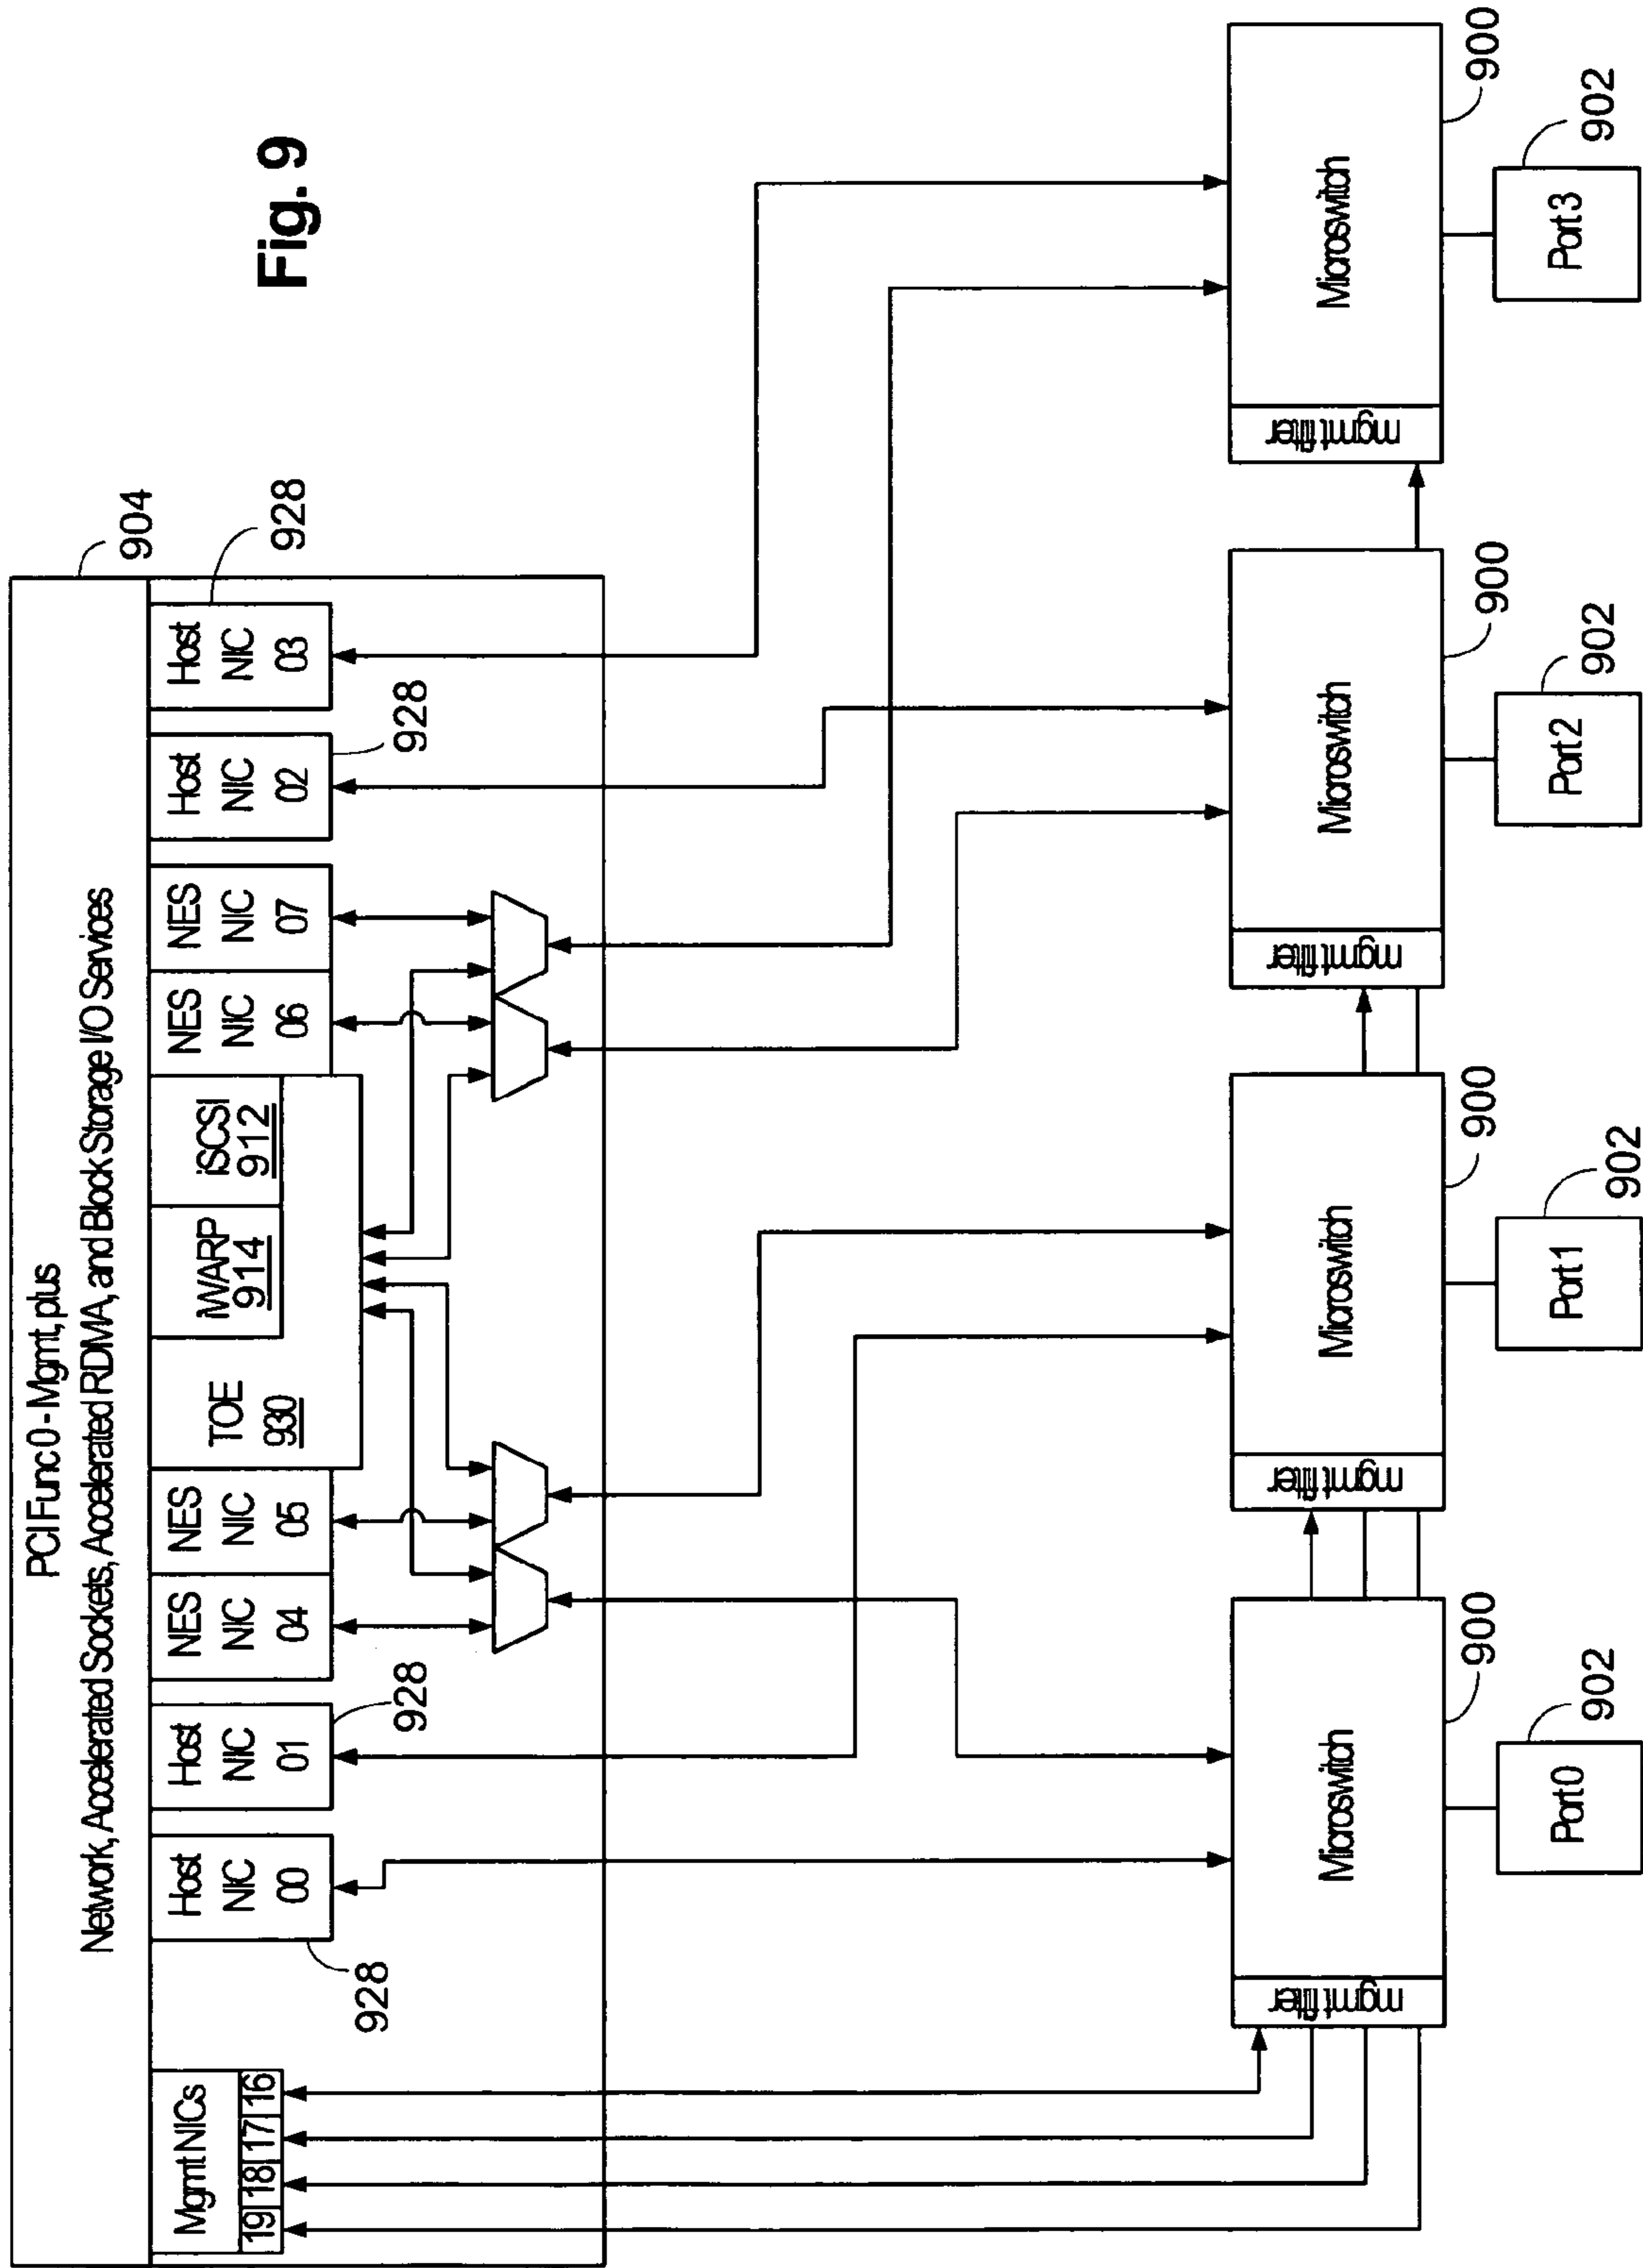 PCI Func 0 - Mgmt, plus
Network, Accelerated Sockets, Accelerated RDMA, and Block Storage I/O Services
904
Mgmt NICs
19 18 17 16
Host
NIC
00
928
Host
NIC
01
928
NES
NIC
04
NES
NIC
05
TOE
930
iWARP
914
iSCSI
912
NES
NIC
06
NES
NIC
07
Host
NIC
02
928
Host
NIC
03
928
Fig. 9
mgmt filter
Microswitch
900
mgmt filter
Microswitch
900
mgmt filter
Microswitch
900
mgmt filter
Microswitch
900
Port 0
902
Port 1
902
Port 2
902
Port 3
902